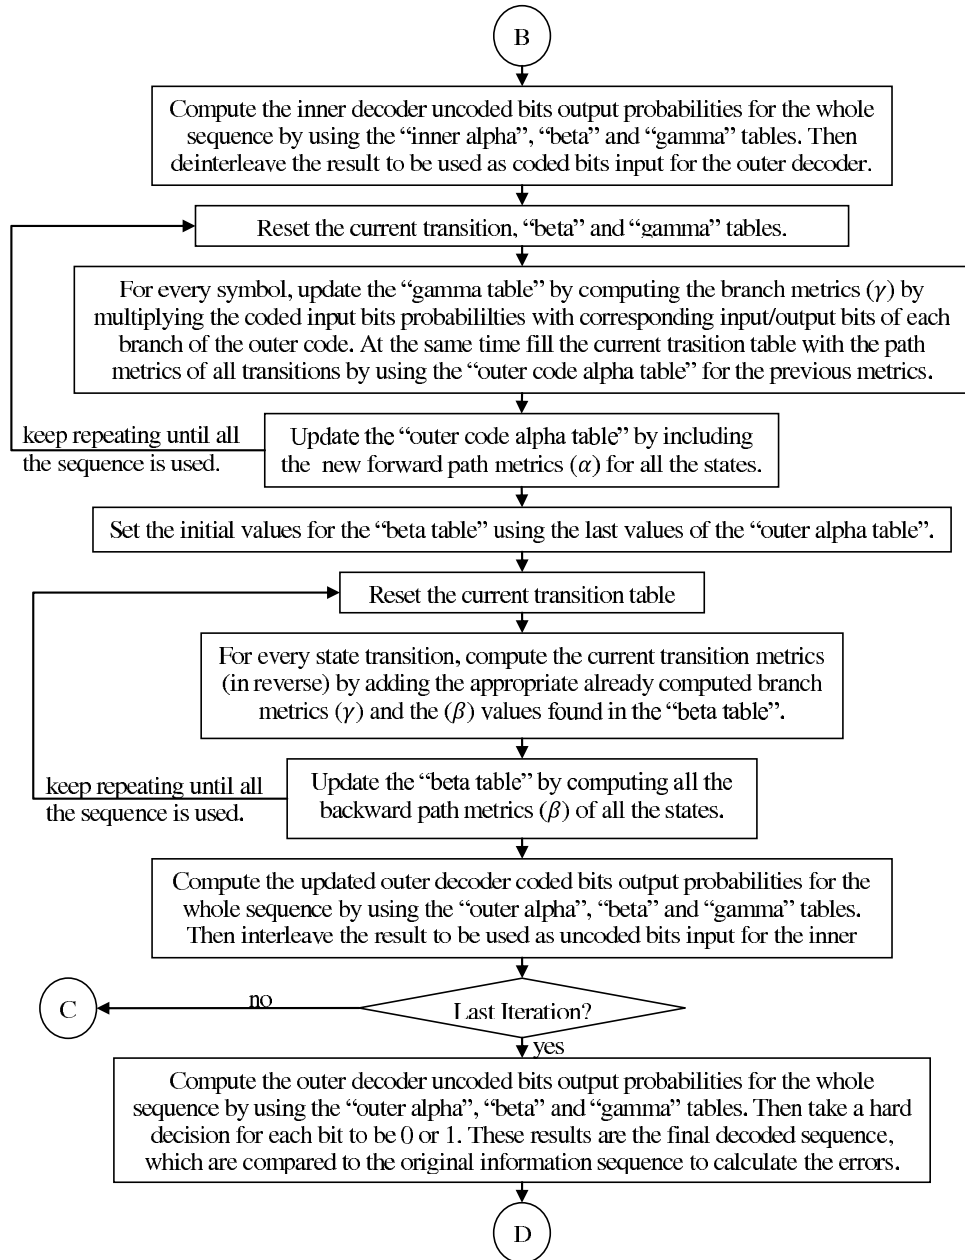 B
Compute the inner decoder uncoded bits output probabilities for the whole
sequence by using the “inner alpha”, “beta” and “gamma” tables. Then
deinterleave the result to be used as coded bits input for the outer decoder.
Reset the current transition, “beta” and “gamma” tables.
For every symbol, update the “gamma table” by computing the branch metrics (γ) by
multiplying the coded input bits probabililties with corresponding input/output bits of each
branch of the outer code. At the same time fill the current trasition table with the path
metrics of all transitions by using the “outer code alpha table” for the previous metrics.
keep repeating until all
the sequence is used.
Update the “outer code alpha table” by including
the new forward path metrics (α) for all the states.
Set the initial values for the “beta table” using the last values of the “outer alpha table”.
Reset the current transition table
For every state transition, compute the current transition metrics
(in reverse) by adding the appropriate already computed branch
metrics (γ) and the (β) values found in the “beta table”.
keep repeating until all
the sequence is used.
Update the “beta table” by computing all the
backward path metrics (β) of all the states.
Compute the updated outer decoder coded bits output probabilities for the
whole sequence by using the “outer alpha”, “beta” and “gamma” tables.
Then interleave the result to be used as uncoded bits input for the inner
Last Iteration?
no
C
yes
Compute the outer decoder uncoded bits output probabilities for the whole
sequence by using the “outer alpha”, “beta” and “gamma” tables. Then take a hard
decision for each bit to be 0 or 1. These results are the final decoded sequence,
which are compared to the original information sequence to calculate the errors.
D